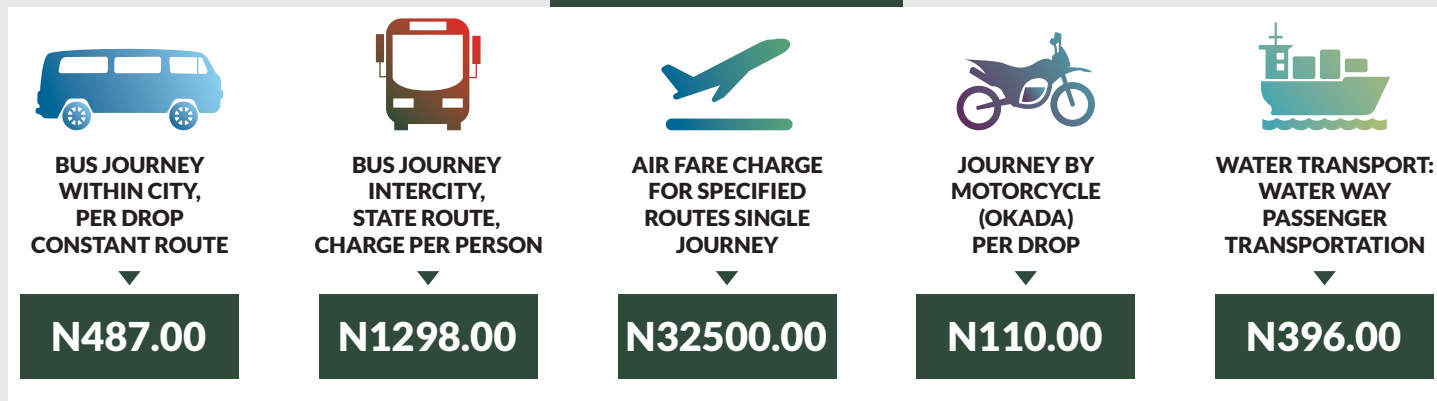 BUS JOURNEY
WITHIN CITY,
PER DROP
CONSTANT ROUTE
N487.00
BUS JOURNEY
INTERCITY,
STATE ROUTE,
CHARGE PER PERSON
N1298.00
AIR FARE CHARGE
FOR SPECIFIED
ROUTES SINGLE
JOURNEY
N32500.00
JOURNEY BY
MOTORCYCLE
(OKADA)
PER DROP
N110.00
WATER TRANSPORT:
WATER WAY
PASSENGER
TRANSPORTATION
N396.00